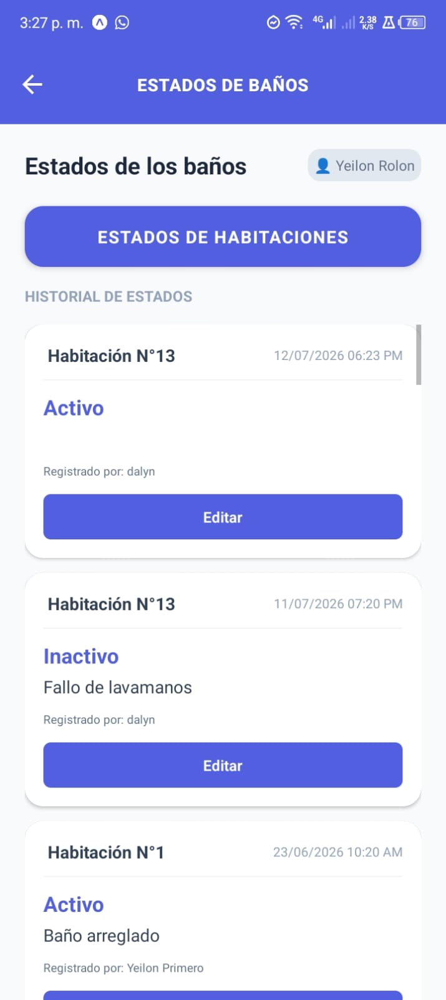 3:27 p. m. 4G 2.38 K/S 76
ESTADOS DE BAÑOS
Estados de los baños Yeilon Rolon
ESTADOS DE HABITACIONES
HISTORIAL DE ESTADOS
Habitación N°13 12/07/2026 06:23 PM
Activo
Registrado por: dalyn
Editar
Habitación N°13 11/07/2026 07:20 PM
Inactivo
Fallo de lavamanos
Registrado por: dalyn
Editar
Habitación N°1 23/06/2026 10:20 AM
Activo
Baño arreglado
Registrado por: Yeilon Primero